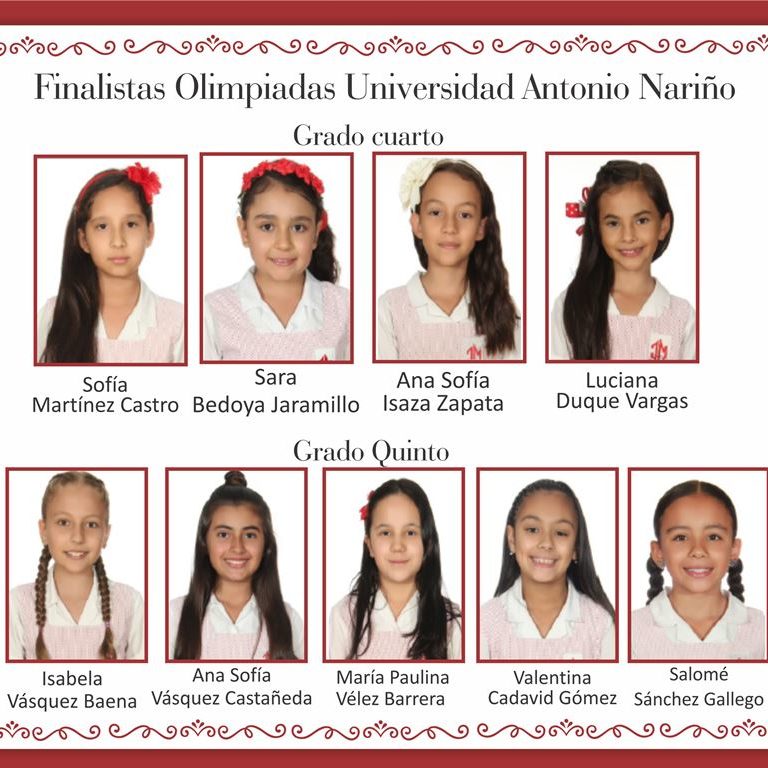 Finalistas Olimpiadas Universidad Antonio Nariño
Grado cuarto
Sofía
Martínez Castro
Sara
Bedoya Jaramillo
Ana Sofía
Isaza Zapata
Luciana
Duque Vargas
Grado Quinto
Isabela
Vásquez Baena
Ana Sofía
Vásquez Castañeda
María Paulina
Vélez Barrera
Valentina
Cadavid Gómez
Salomé
Sánchez Gallego